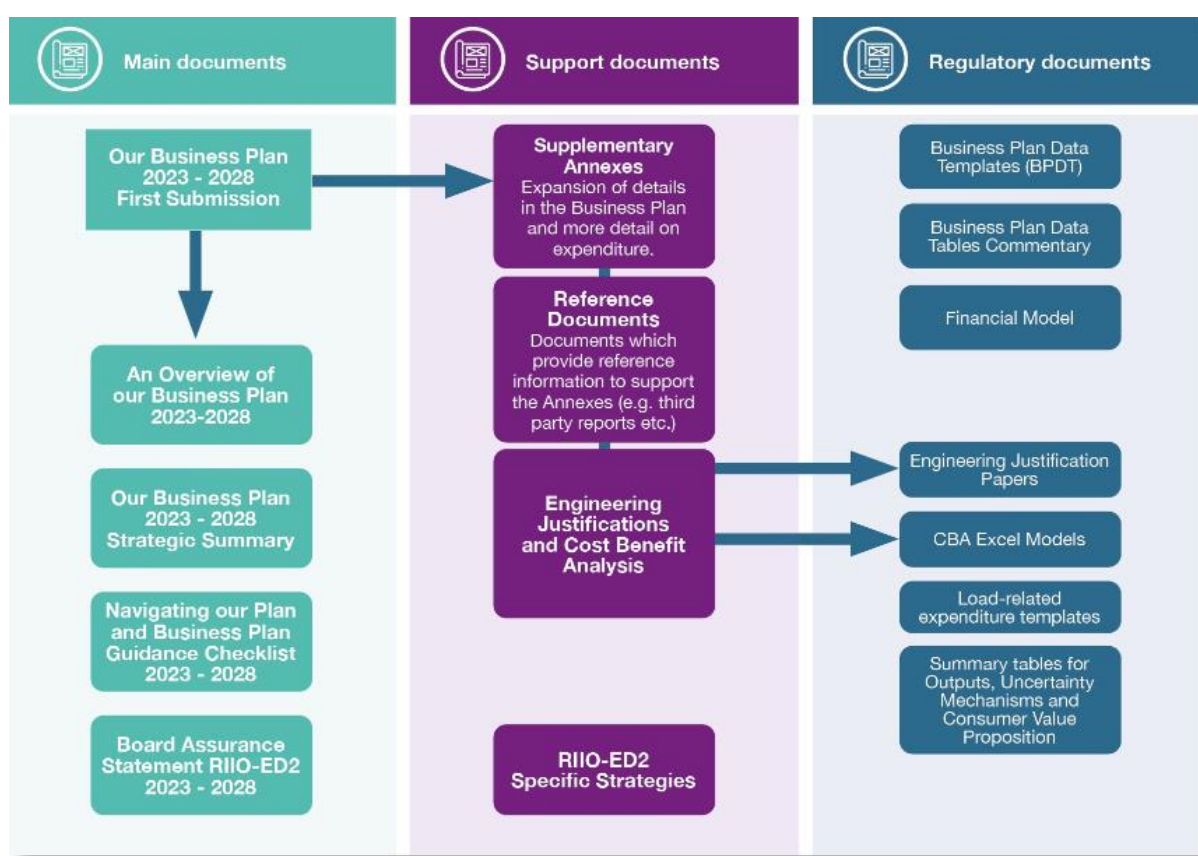 Main documents
Our Business Plan
2023 - 2028
First Submission
An Overview of
our Business Plan
2023-2028
Our Business Plan
2023 - 2028
Strategic Summary
Navigating our Plan
and Business Plan
Guidance Checklist
2023 - 2028
Board Assurance
Statement RIIO-ED2
2023 - 2028
Support documents
Supplementary
Annexes
Expansion of details
in the Business Plan
and more detail on
expenditure.
Reference
Documents
Documents which
provide reference
information to support
the Annexes (e.g. third
party reports etc.)
Engineering
Justifications
and Cost Benefit
Analysis
RIIO-ED2
Specific Strategies
Regulatory documents
Business Plan Data
Templates (BPDT)
Business Plan Data
Tables Commentary
Financial Model
Engineering Justification
Papers
CBA Excel Models
Load-related
expenditure templates
Summary tables for
Outputs, Uncertainty
Mechanisms and
Consumer Value
Proposition